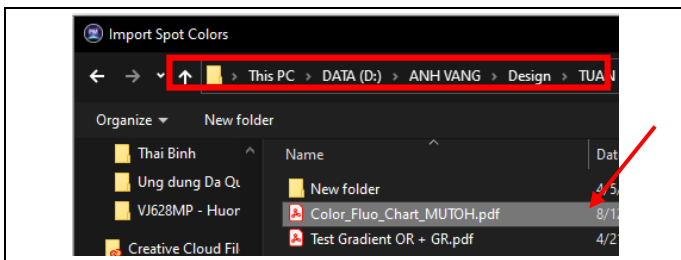 Import Spot Colors
This PC > DATA (D:) > ANH VANG > Design > TUAN
Organize New folder
Thai Binh Name Dat
Ung dung Da Qu New folder 4/5/
VJ628MP - Huor Color_Fluo_Chart_MUTOH.pdf 8/12
Creative Cloud Fil Test Gradient OR + GR.pdf 4/2